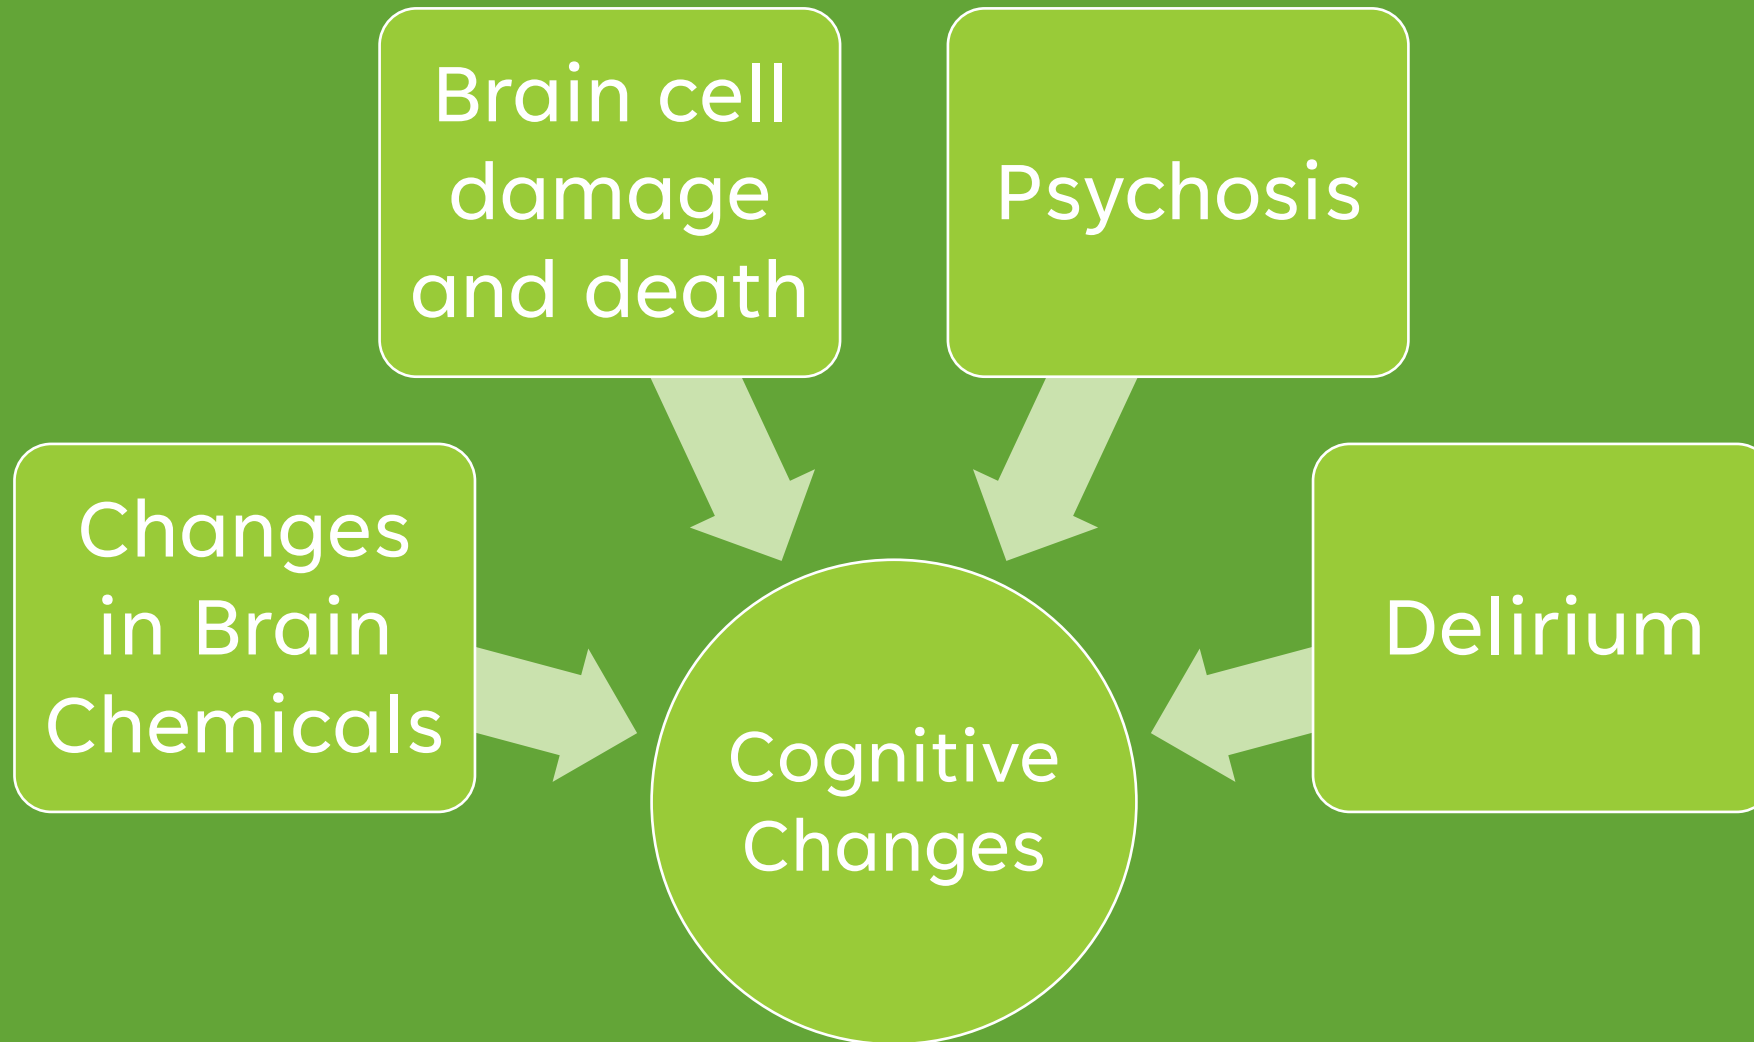 Brain cell
damage
and death
Psychosis
Changes
in Brain
Chemicals
Delirium
Cognitive
Changes